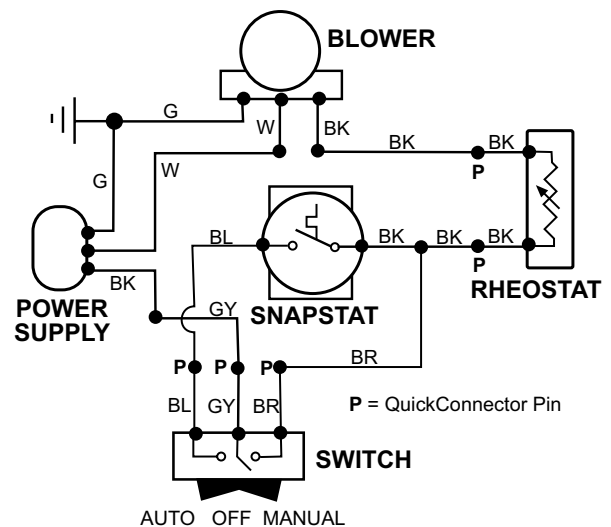 BLOWER
G
W
BK
BK
BK
P
G
W
BL
BK
BK
BK
P
RHEOSTAT
BK
POWER
SUPPLY
SNAPSTAT
GY
BR
P
P
P
BL
GY
BR
P = QuickConnector Pin
SWITCH
AUTO OFF MANUAL